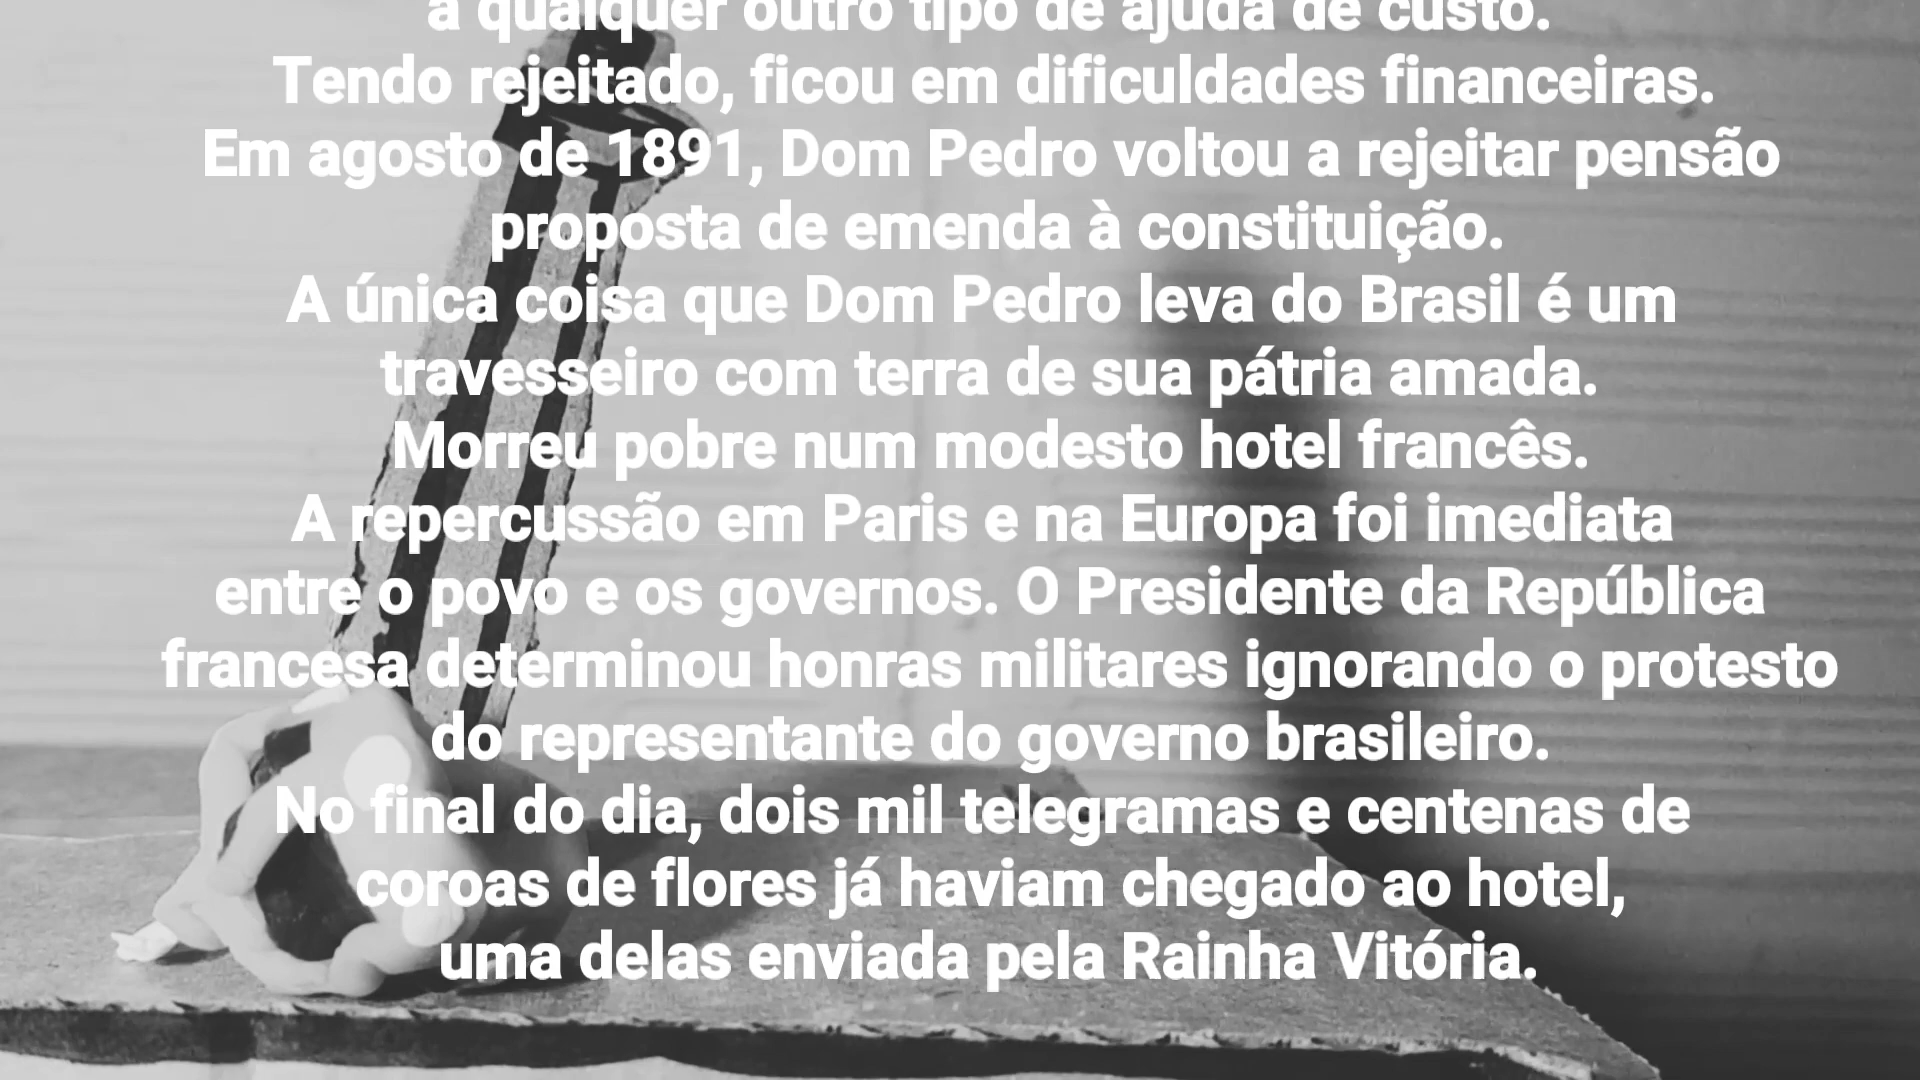 a qualquer outro tipo de ajuda de custo.
Tendo rejeitado, ficou em dificuldades financeiras.
Em agosto de 1891, Dom Pedro voltou a rejeitar pensão
proposta de emenda à constituição.
A única coisa que Dom Pedro leva do Brasil é um
travesseiro com terra de sua pátria amada.
Morreu pobre num modesto hotel francês.
A repercussão em Paris e na Europa foi imediata
entre o povo e os governos. O Presidente da República
francesa determinou honras militares ignorando o protesto
do representante do governo brasileiro.
No final do dia, dois mil telegramas e centenas de
coroas de flores já haviam chegado ao hotel,
uma delas enviada pela Rainha Vitória.